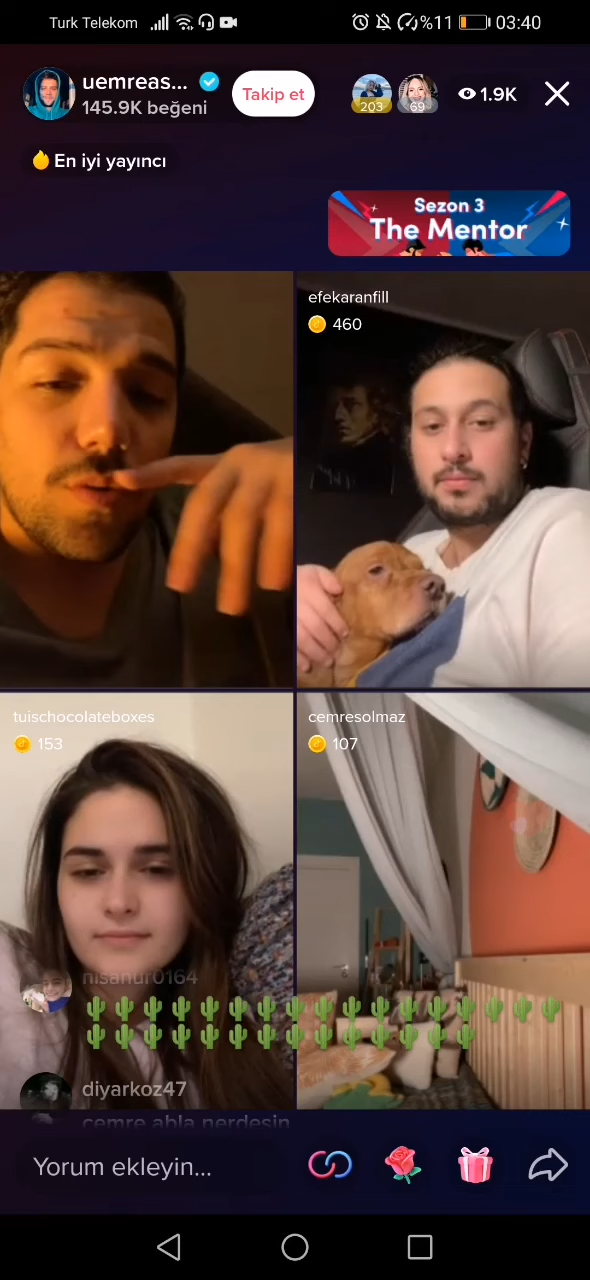 Turk Telekom
%11
03:40
uemreas...
145.9K beğeni
Takip et
203
69
1.9K
En iyi yayıncı
Sezon 3
The Mentor
efekaranfill
460
tuischocolateboxes
153
cemresolmaz
107
nisanur0164
diyarkoz47
cemre abla nerdesin
Yorum ekleyin...